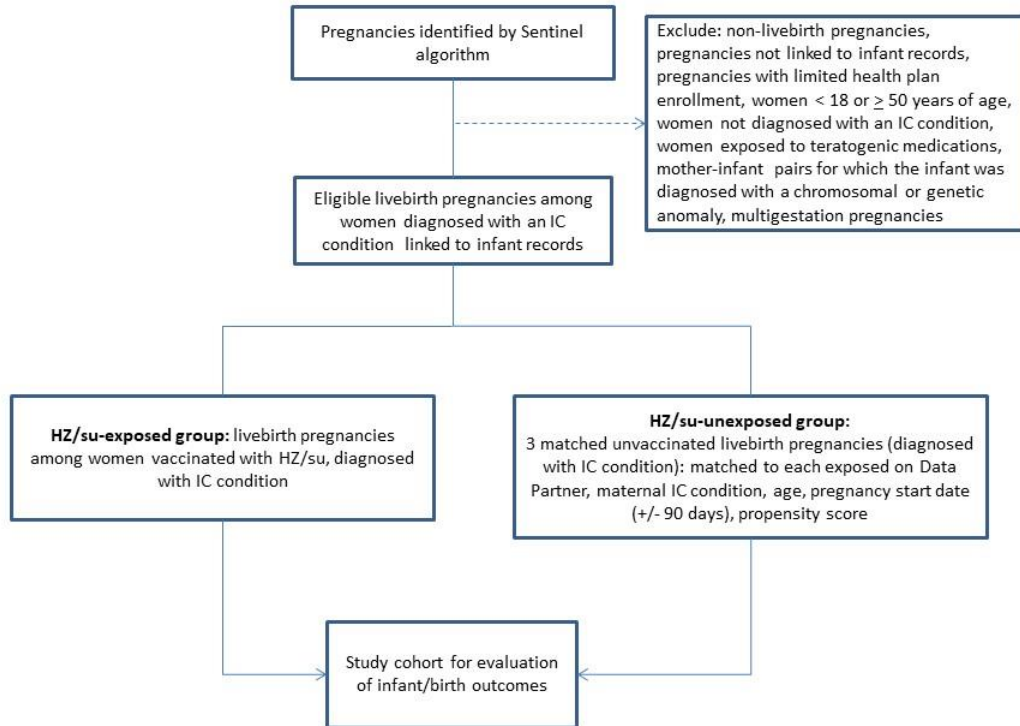 Pregnancies identified by Sentinel
algorithm
Exclude: non-livebirth pregnancies,
pregnancies not linked to infant records,
pregnancies with limited health plan
enrollment, women < 18 or ≥ 50 years of age,
women not diagnosed with an IC condition,
women exposed to teratogenic medications,
mother-infant pairs for which the infant was
diagnosed with a chromosomal or genetic
anomaly, multigestation pregnancies
Eligible livebirth pregnancies among
women diagnosed with an IC
condition linked to infant records
HZ/su-exposed group: livebirth pregnancies
among women vaccinated with HZ/su, diagnosed
with IC condition
HZ/su-unexposed group:
3 matched unvaccinated livebirth pregnancies (diagnosed
with IC condition): matched to each exposed on Data
Partner, maternal IC condition, age, pregnancy start date
(+/- 90 days), propensity score
Study cohort for evaluation
of infant/birth outcomes